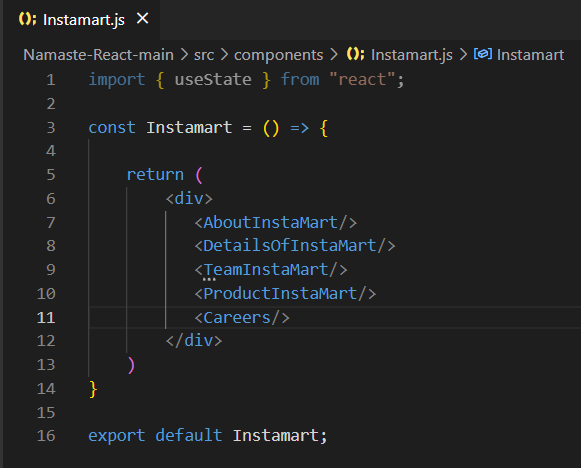 Instamart.js
Namaste-React-main > src > components > Instamart.js > Instamart
1 import { useState } from "react";
2
3 const Instamart = () => {
4
5 return (
6 <div>
7 <AboutInstaMart/>
8 <DetailsOfInstaMart/>
9 <TeamInstaMart/>
10 <ProductInstaMart/>
11 <Careers/>
12 </div>
13 )
14 }
15
16 export default Instamart;